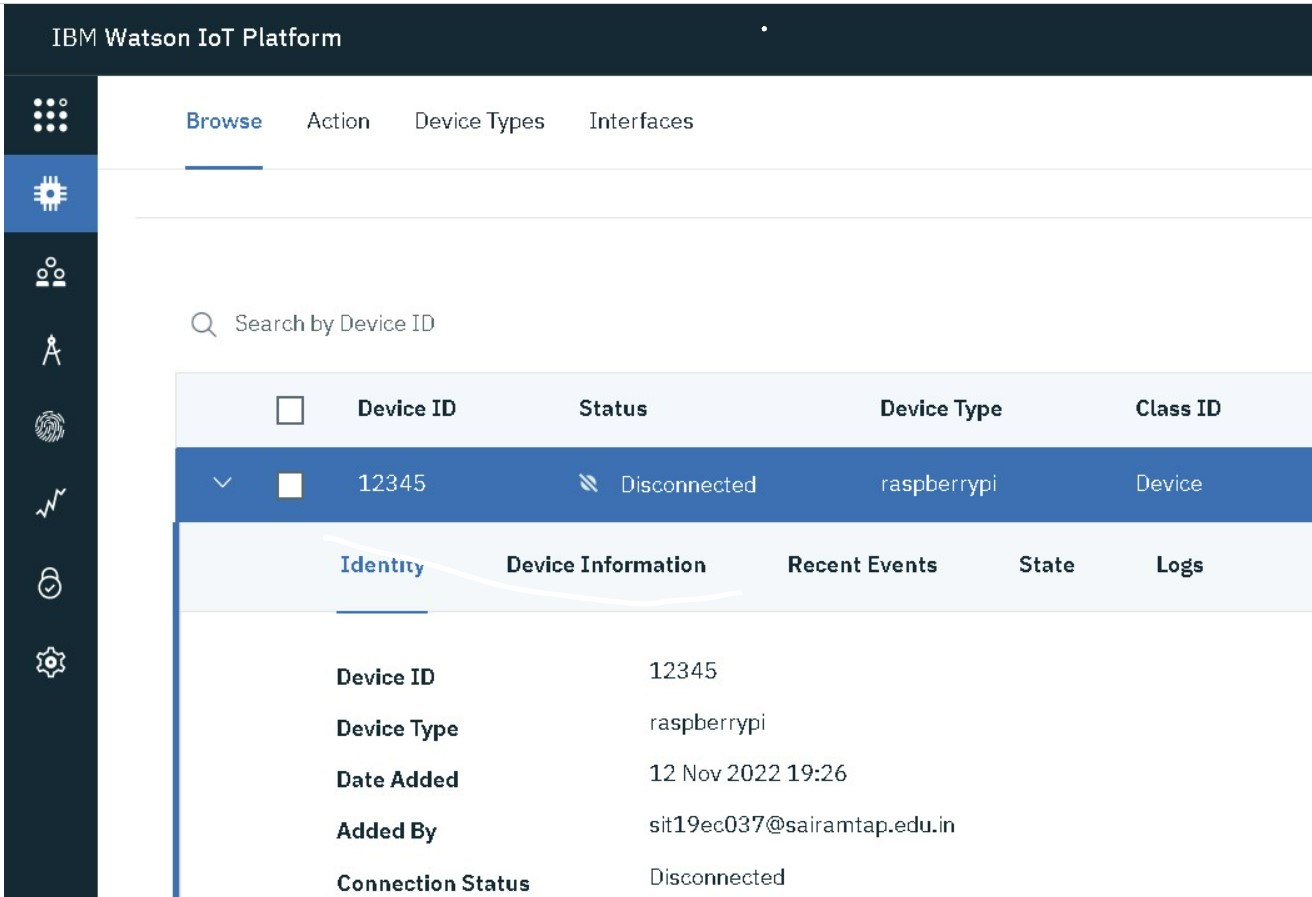 IBM Watson IoT Platform
Browse Action Device Types Interfaces
Search by Device ID
Device ID Status Device Type Class ID
12345 Disconnected raspberrypi Device
Identity Device Information Recent Events State Logs
Device ID 12345
Device Type raspberrypi
Date Added 12 Nov 2022 19:26
Added By sit19ec037@sairamtap.edu.in
Connection Status Disconnected